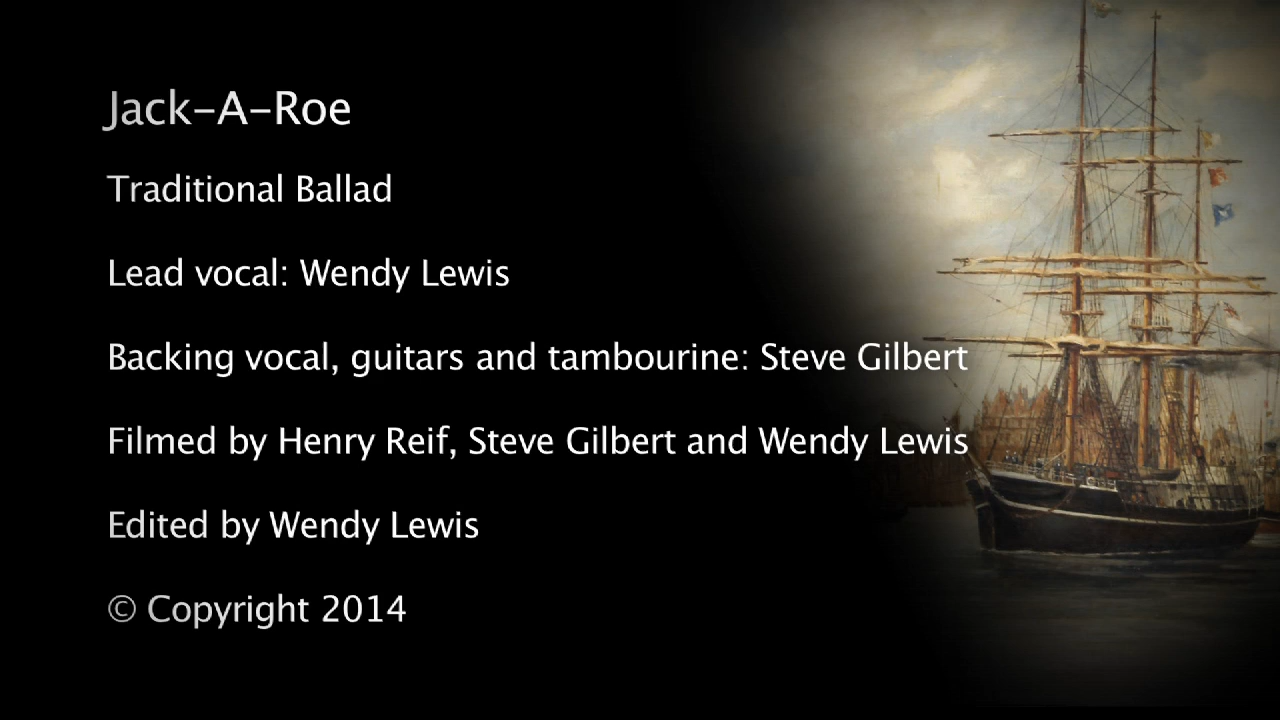 Jack-A-Roe
Traditional Ballad
Lead vocal: Wendy Lewis
Backing vocal, guitars and tambourine: Steve Gilbert
Filmed by Henry Reif, Steve Gilbert and Wendy Lewis
Edited by Wendy Lewis
© Copyright 2014